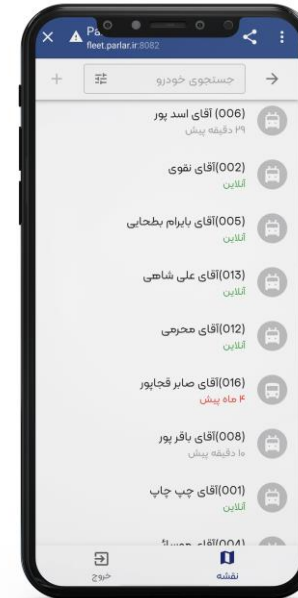 Pa
fleet.parlar.ir:8082
جستجوی خودرو
(006) آقای اسد پور
۲۹ دقیقه پیش
(002)آقای نقوی
آنلاین
(005)آقای بایرام بطحایی
آنلاین
(013)آقای علی شاهی
آنلاین
(012)آقای محرمی
آنلاین
(016)آقای صابر قجاپور
۴ ماه پیش
(008)آقای باقر پور
۱۰ دقیقه پیش
(001)آقای چپ چاپ
آنلاین
(004)آقای
نقشه
خروج